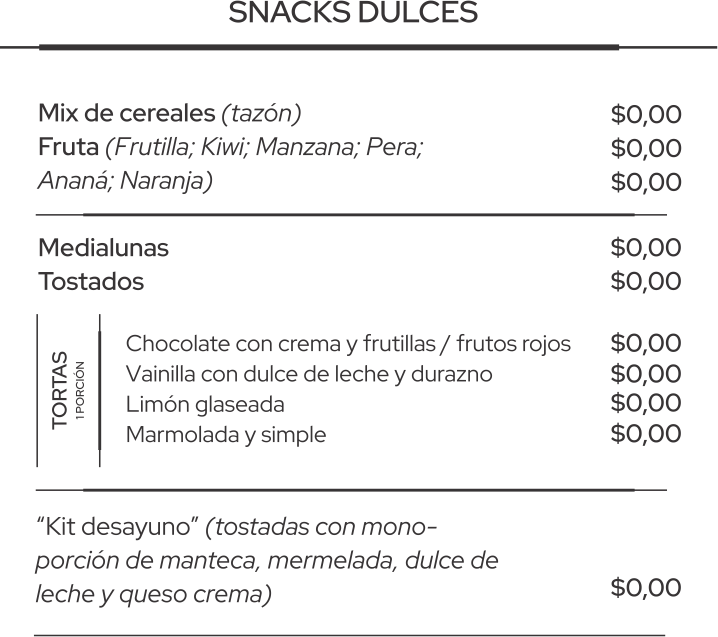 SNACKS DULCES
Mix de cereales (tazón) $0,00
Fruta (Frutilla; Kiwi; Manzana; Pera; $0,00
Ananá; Naranja) $0,00
Medialunas $0,00
Tostados $0,00
TORTAS
1 PORCIÓN
Chocolate con crema y frutillas / frutos rojos $0,00
Vainilla con dulce de leche y durazno $0,00
Limón glaseada $0,00
Marmolada y simple $0,00
“Kit desayuno” (tostadas con mono-
porción de manteca, mermelada, dulce de
leche y queso crema) $0,00